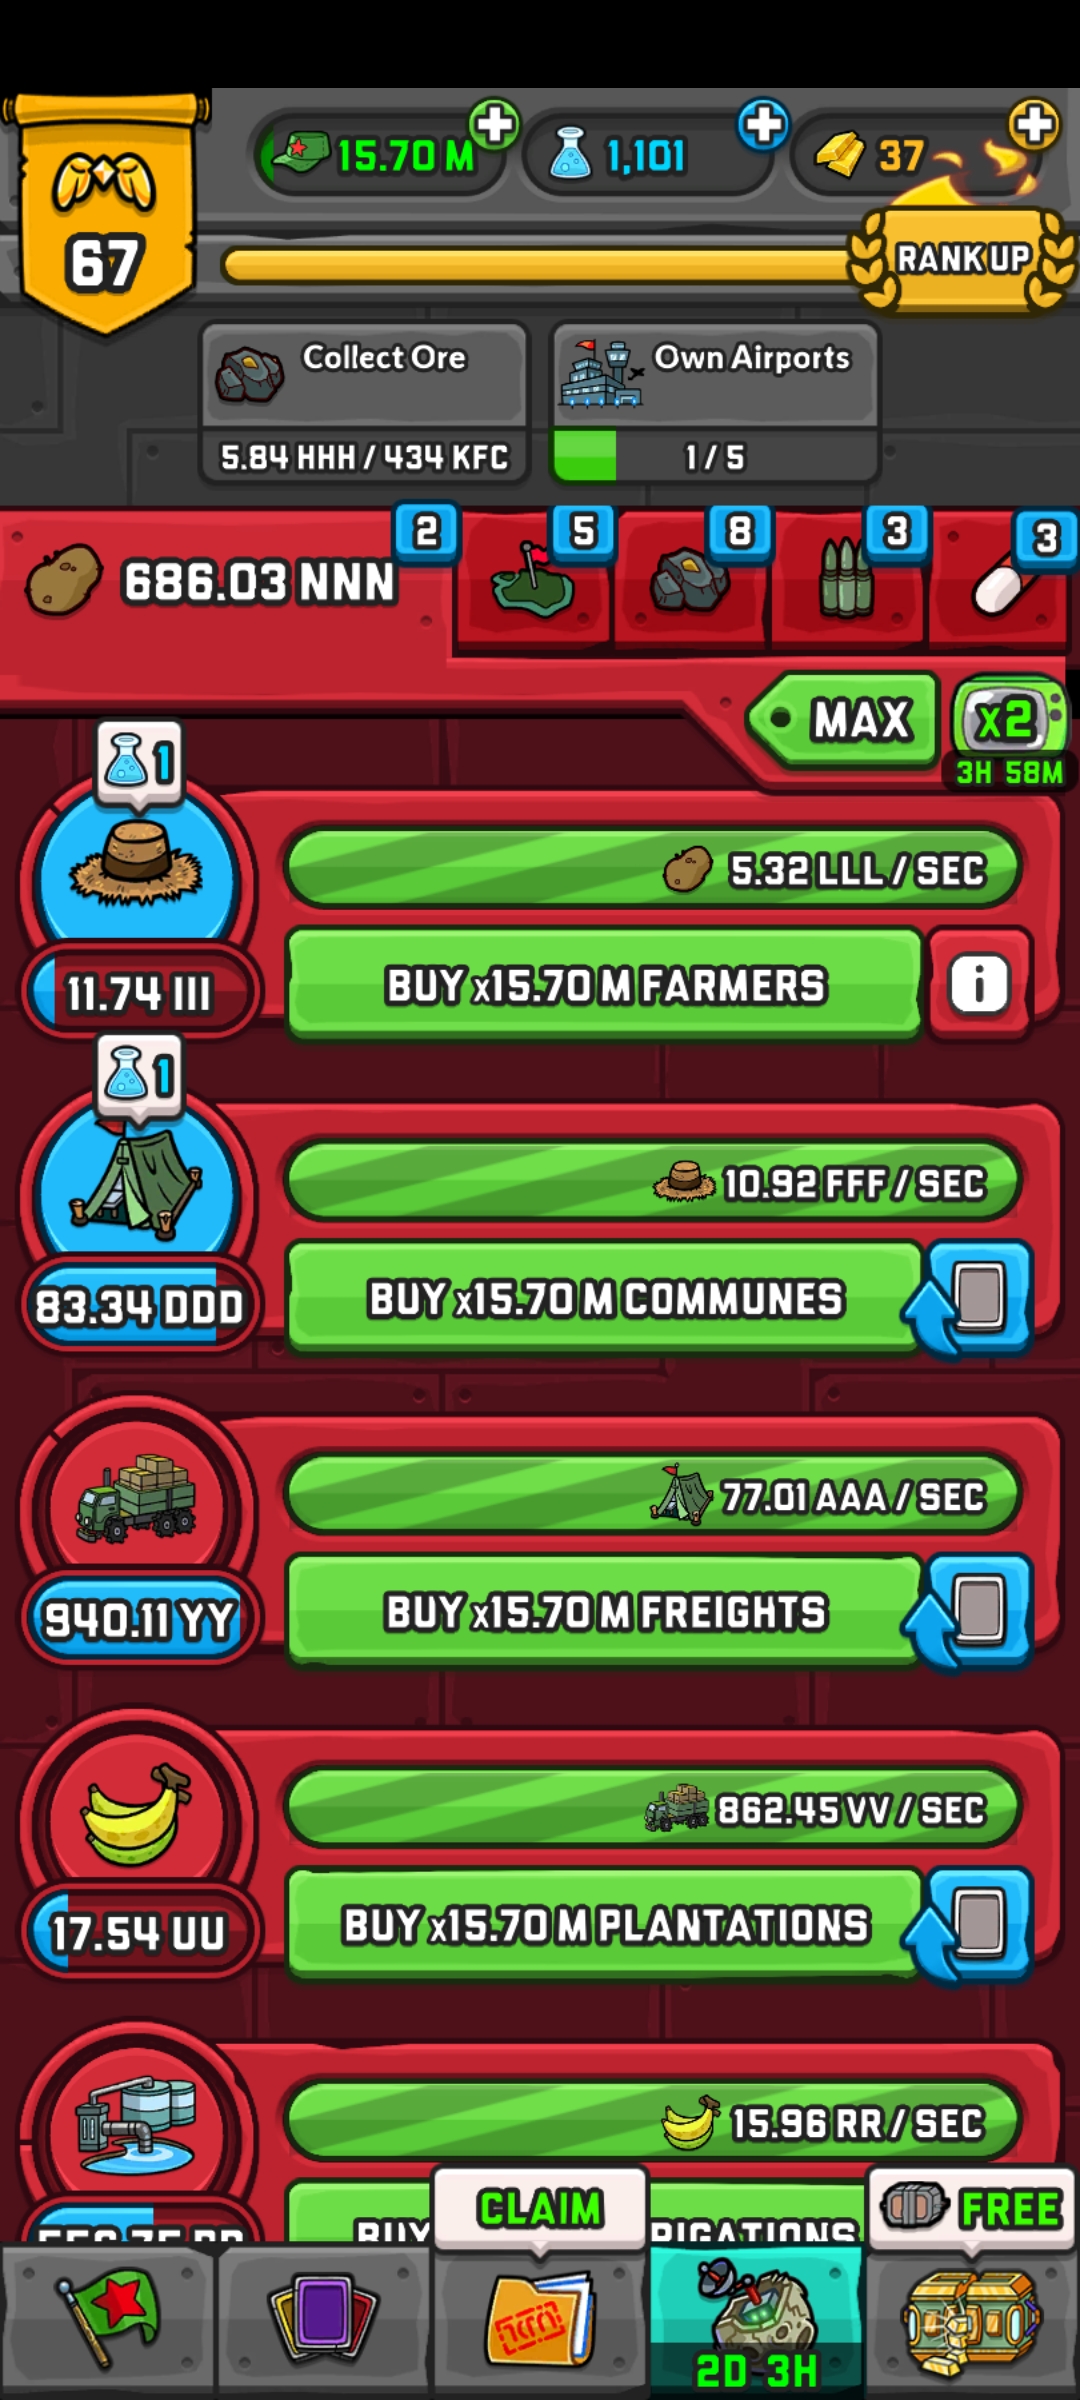 15.70 M
1,101
37
67
RANK UP
Collect Ore
5.84 HHH / 434 KFC
Own Airports
1 / 5
686.03 NNN
2
5
8
3
3
MAX
x2
3H 58M
1
5.32 LLL / SEC
11.74 III
BUY x15.70 M FARMERS
i
1
10.92 FFF / SEC
83.34 DDD
BUY x15.70 M COMMUNES
77.01 AAA / SEC
940.11 YY
BUY x15.70 M FREIGHTS
862.45 VV / SEC
17.54 UU
BUY x15.70 M PLANTATIONS
15.96 RR / SEC
BUY
CLAIM
FREE
2D 3H